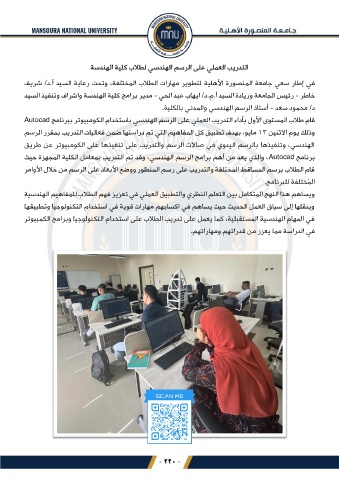 MANSOURA NATIONAL UNIVERSITY
جـامـعـة المنـصـورة الأهـلـيـة
MNU
التدريب العملي على الرسم الهندسي لطلاب كلية الهندسة
في إطار سعي جامعة المنصورة الأهلية لتطوير مهارات الطلاب المختلفة، وتحت رعاية السيد أ.د/ شريف
خاطر - رئيس الجامعة وريادة السيد أ.م.د/ ايهاب عبد الحي - مدير برامج كلية الهندسة واشراف وتنفيذ السيد
د/ محمود سعد - أستاذ الرسم الهندسي والمدني بالكلية.
قام طلاب المستوى الأول بأداء التدريب العملي على الرسم الهندسي باستخدام الكومبيوتر ببرنامج Autocad
وذلك يوم الاثنين ١٣ مايو، بهدف تطبيق كل المفاهيم التي تم دراستها ضمن فعاليات التدريب بمقرر الرسم
الهندسي، وتنفيذها بالرسم اليدوي في صالات الرسم والتدريب على تنفيذها على الكومبيوتر عن طريق
برنامج Autocad، والذي يعد من أهم برامج الرسم الهندسي، وقد تم التدريب بمعامل الكلية المجهزة حيث
قام الطلاب برسم المساقط المختلفة والتدريب على رسم المنظور ووضع الأبعاد على الرسم من خلال الأوامر
المختلفة للبرنامج.
ويساهم هذا النهج المتكامل بين التعلم النظري والتطبيق العملي في تعزيز فهم الطلاب للمفاهيم الهندسية
وينقلها إلى سياق العمل الحديث حيث يساهم في اكسابهم مهارات قوية في استخدام التكنولوجيا وتطبيقها
في المهام الهندسية المستقبلية، كما يعمل على تدريب الطلاب على استخدام التكنولوجيا وبرامج الكمبيوتر
في الدراسة مما يعزز من قدراتهم ومهاراتهم.
SCAN ME
- ٢٢٠ -